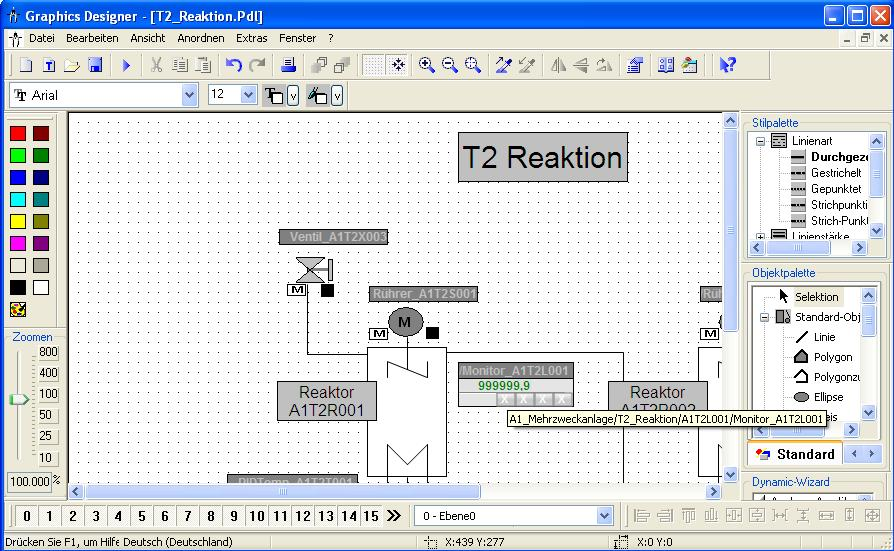 Graphics Designer - [T2_Reaktion.Pdl]
Datei Bearbeiten Ansicht Anordnen Extras Fenster ?
Arial 12
Stilpalette
Linienart
Durchgeze
Gestrichelt
Gepunktet
Strichpunkti
Strich-Punkt
Linienstärke
Objektpalette
Selektion
Standard-Obj
Linie
Polygon
Polygonzu
Ellipse
Standard
Dynamic-Wizard
Zoomen
800
400
100
50
25
10
100.000 %
T2 Reaktion
Ventil_A1T2X003
M
Rührer_A1T2S001
M
M
Reaktor
A1T2R001
/Monitor_A1T2L001
999999,9
X X X X
A1_Mehrzweckanlage/T2_Reaktion/A1T2L001/Monitor_A1T2L001
Rüh
M
Reaktor
A1T2R002
PIDTemp_A1T2T001
0 1 2 3 4 5 6 7 8 9 10 11 12 13 14 15
0 - Ebene0
Drücken Sie F1, um Hilfe Deutsch (Deutschland)
X:439 Y:277
X:0 Y:0